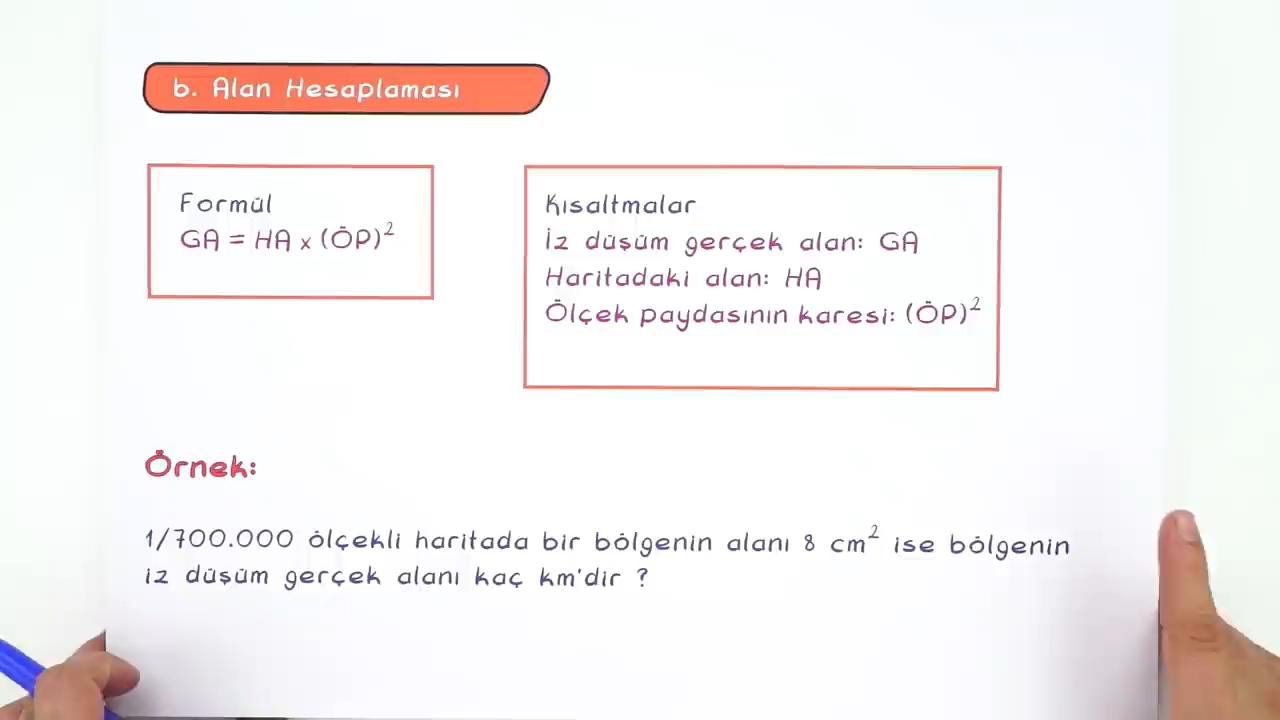 b. Alan Hesaplaması
Formül
GA = HA x (ÖP)²
Kısaltmalar
İz düşüm gerçek alan: GA
Haritadaki alan: HA
Ölçek paydasının karesi: (ÖP)²
Örnek:
1/700.000 ölçekli haritada bir bölgenin alanı 8 cm² ise bölgenin
iz düşüm gerçek alanı kaç km'dir ?